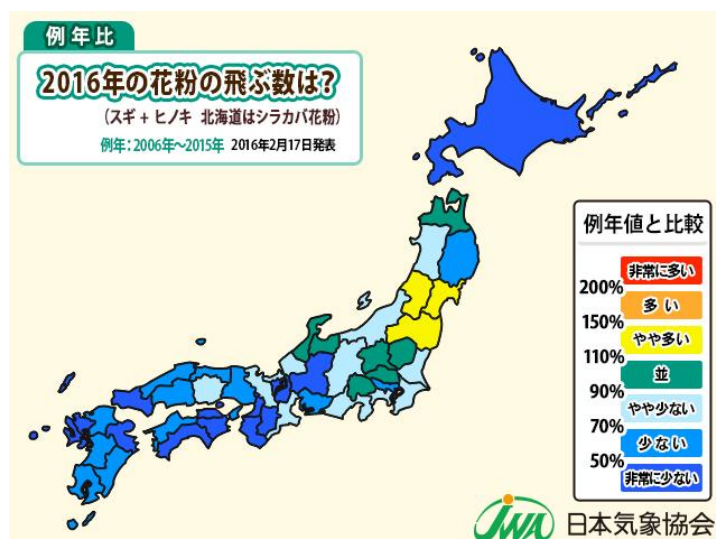 例年比
2016年の花粉の飛ぶ数は？
（スギ + ヒノキ 北海道はシラカバ花粉）
例年：2006年～2015年 2016年2月17日発表
例年値と比較
非常に多い
200%
多い
150%
やや多い
110%
並
90%
やや少ない
70%
少ない
50%
非常に少ない
JWA 日本気象協会